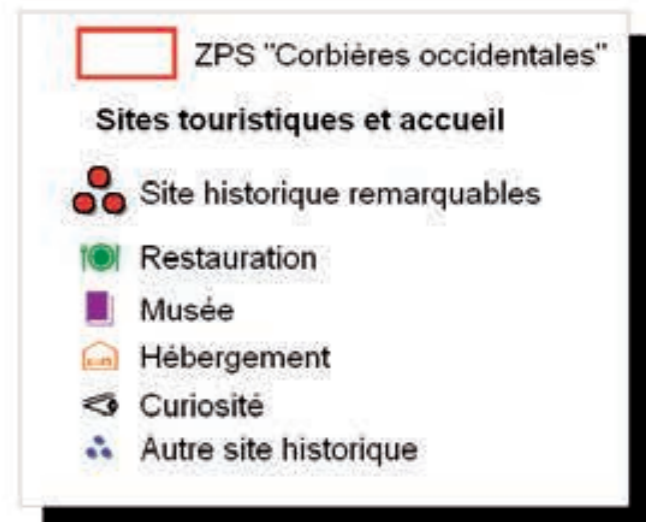 ZPS "Corbières occidentales"
Sites touristiques et accueil
Site historique remarquables
Restauration
Musée
Hébergement
Curiosité
Autre site historique